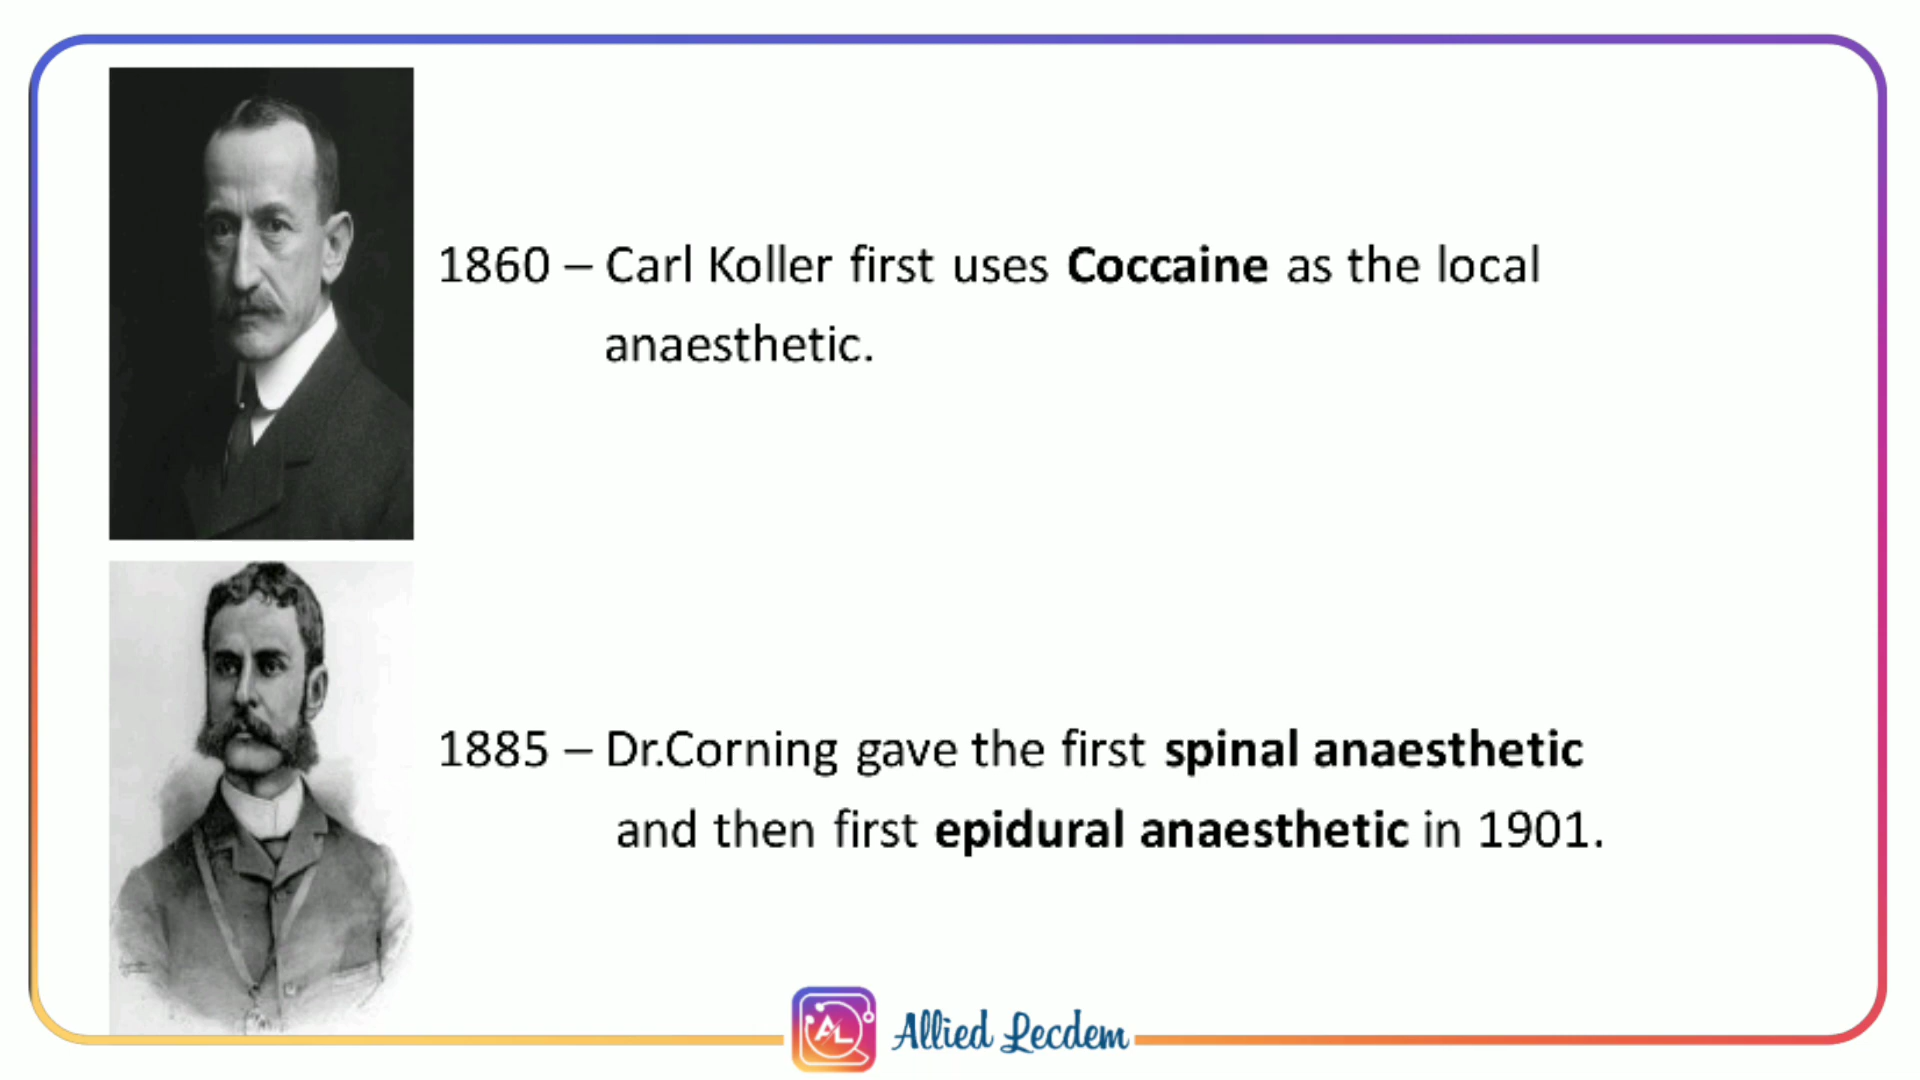 1860 – Carl Koller first uses Coccaine as the local
anaesthetic.
1885 – Dr.Corning gave the first spinal anaesthetic
and then first epidural anaesthetic in 1901.
AL Allied Lecdem